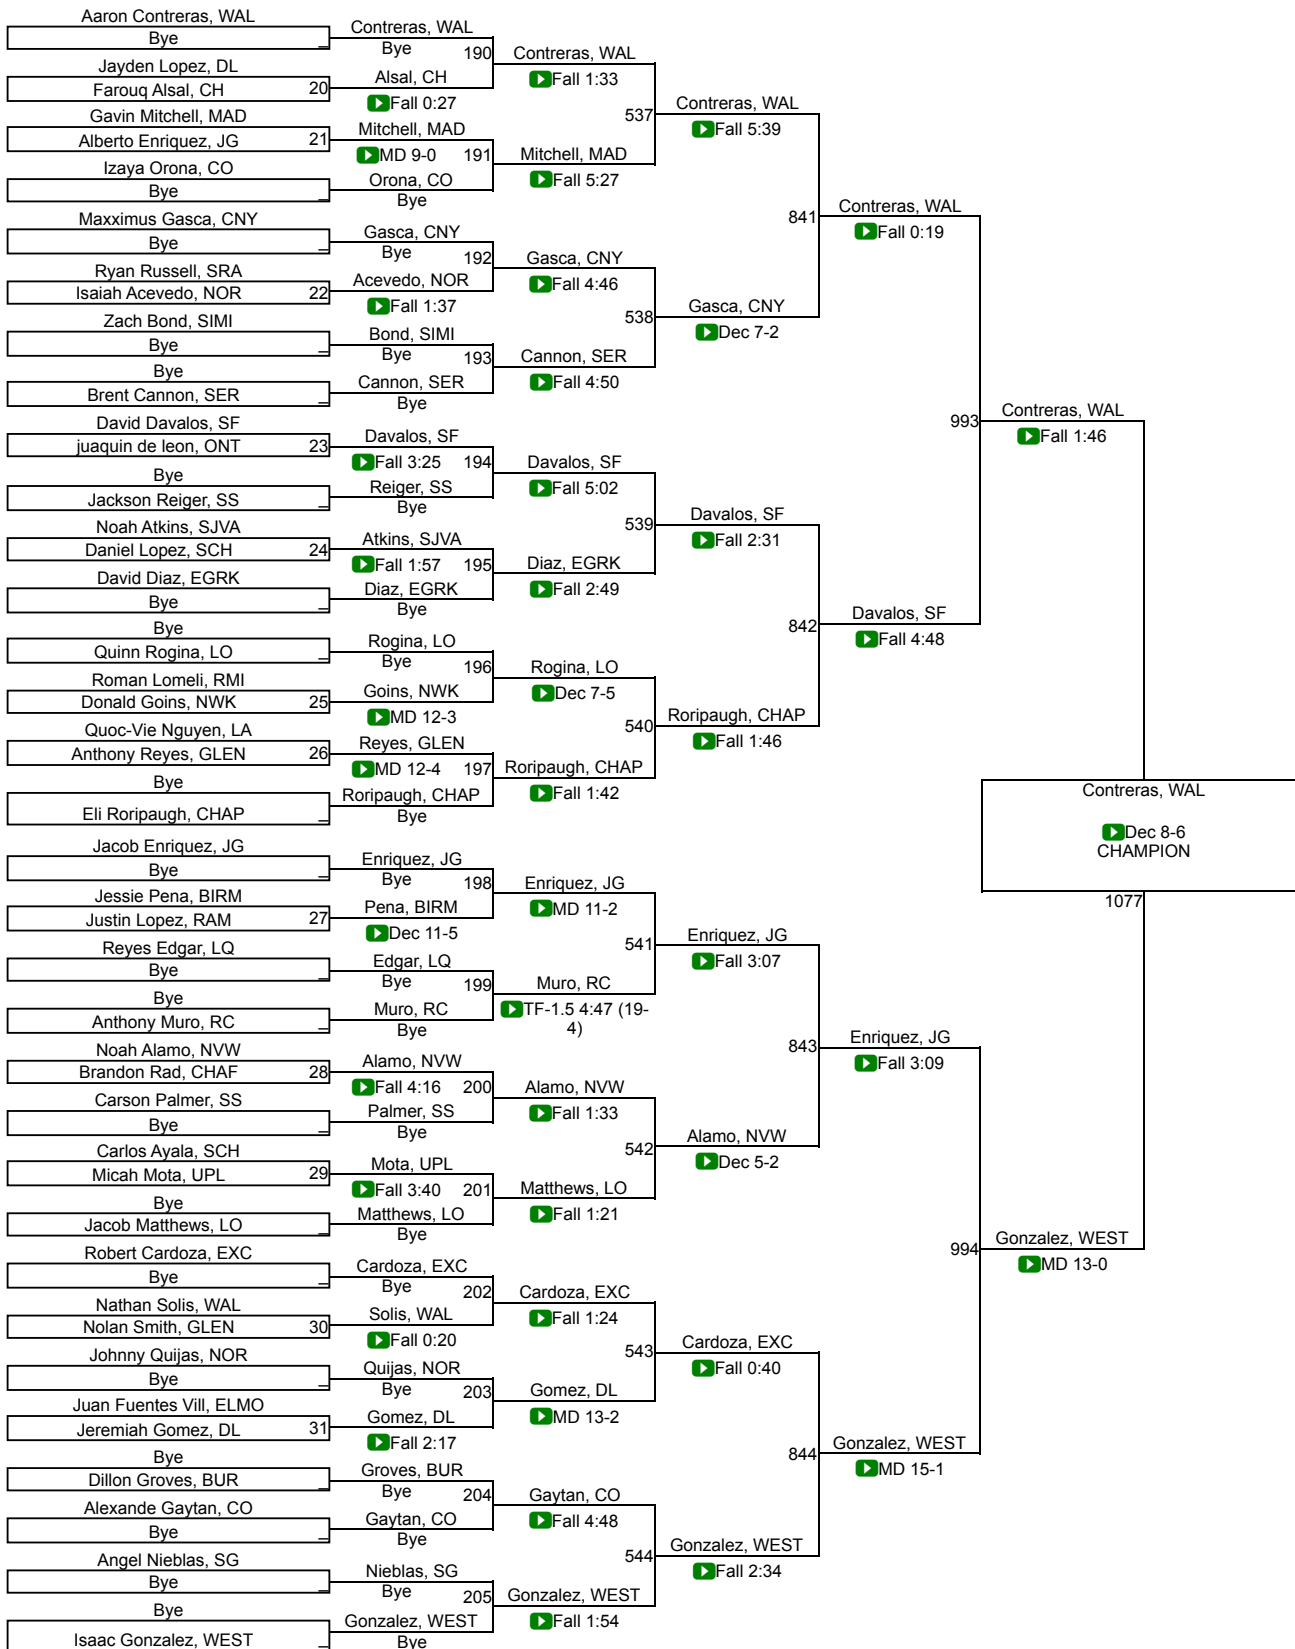 Aaron Contreras, WAL
Bye _
Jayden Lopez, DL
Farouq Alsal, CH 20
Gavin Mitchell, MAD
Alberto Enriquez, JG 21
Izaya Orona, CO
Bye _
Maxximus Gasca, CNY
Bye _
Ryan Russell, SRA
Isaiah Acevedo, NOR 22
Zach Bond, SIMI
Bye _
Bye
Brent Cannon, SER _
David Davalos, SF
juaquin de leon, ONT 23
Bye
Jackson Reiger, SS _
Noah Atkins, SJVA
Daniel Lopez, SCH 24
David Diaz, EGRK
Bye _
Bye
Quinn Rogina, LO _
Roman Lomeli, RMI
Donald Goins, NWK 25
Quoc-Vie Nguyen, LA
Anthony Reyes, GLEN 26
Bye
Eli Roripaugh, CHAP _
Jacob Enriquez, JG
Bye _
Jessie Pena, BIRM
Justin Lopez, RAM 27
Reyes Edgar, LQ
Bye _
Bye
Anthony Muro, RC _
Noah Alamo, NVW
Brandon Rad, CHAF 28
Carson Palmer, SS
Bye _
Carlos Ayala, SCH
Micah Mota, UPL 29
Bye
Jacob Matthews, LO _
Robert Cardoza, EXC
Bye _
Nathan Solis, WAL
Nolan Smith, GLEN 30
Johnny Quijas, NOR
Bye _
Juan Fuentes Vill, ELMO
Jeremiah Gomez, DL 31
Bye
Dillon Groves, BUR _
Alexande Gaytan, CO
Bye _
Angel Nieblas, SG
Bye _
Bye
Isaac Gonzalez, WEST _
Contreras, WAL
Bye 190
Alsal, CH
Fall 0:27
Mitchell, MAD
MD 9-0 191
Orona, CO
Bye
Gasca, CNY
Bye 192
Acevedo, NOR
Fall 1:37
Bond, SIMI
Bye 193
Cannon, SER
Bye
Davalos, SF
Fall 3:25 194
Reiger, SS
Bye
Atkins, SJVA
Fall 1:57 195
Diaz, EGRK
Bye
Rogina, LO
Bye 196
Goins, NWK
MD 12-3
Reyes, GLEN
MD 12-4 197
Roripaugh, CHAP
Bye
Enriquez, JG
Bye 198
Pena, BIRM
Dec 11-5
Edgar, LQ
Bye 199
Muro, RC
Bye
Alamo, NVW
Fall 4:16 200
Palmer, SS
Bye
Mota, UPL
Fall 3:40 201
Matthews, LO
Bye
Cardoza, EXC
Bye 202
Solis, WAL
Fall 0:20
Quijas, NOR
Bye 203
Gomez, DL
Fall 2:17
Groves, BUR
Bye 204
Gaytan, CO
Bye
Nieblas, SG
Bye 205
Gonzalez, WEST
Bye
Contreras, WAL
Fall 1:33
537
Mitchell, MAD
Fall 5:27
Gasca, CNY
Fall 4:46
538
Cannon, SER
Fall 4:50
Davalos, SF
Fall 5:02
539
Diaz, EGRK
Fall 2:49
Rogina, LO
Dec 7-5
540
Roripaugh, CHAP
Fall 1:42
Enriquez, JG
MD 11-2
541
Muro, RC
TF-1.5 4:47 (19-
4)
Alamo, NVW
Fall 1:33
542
Matthews, LO
Fall 1:21
Cardoza, EXC
Fall 1:24
543
Gomez, DL
MD 13-2
Gaytan, CO
Fall 4:48
544
Gonzalez, WEST
Fall 1:54
Contreras, WAL
Fall 5:39
841
Gasca, CNY
Dec 7-2
Davalos, SF
Fall 2:31
842
Roripaugh, CHAP
Fall 1:46
Enriquez, JG
Fall 3:07
843
Alamo, NVW
Dec 5-2
Cardoza, EXC
Fall 0:40
844
Gonzalez, WEST
Fall 2:34
Contreras, WAL
Fall 0:19
993
Davalos, SF
Fall 4:48
Enriquez, JG
Fall 3:09
994
Gonzalez, WEST
MD 15-1
Contreras, WAL
Fall 1:46
Gonzalez, WEST
MD 13-0
Contreras, WAL
Dec 8-6
CHAMPION
1077